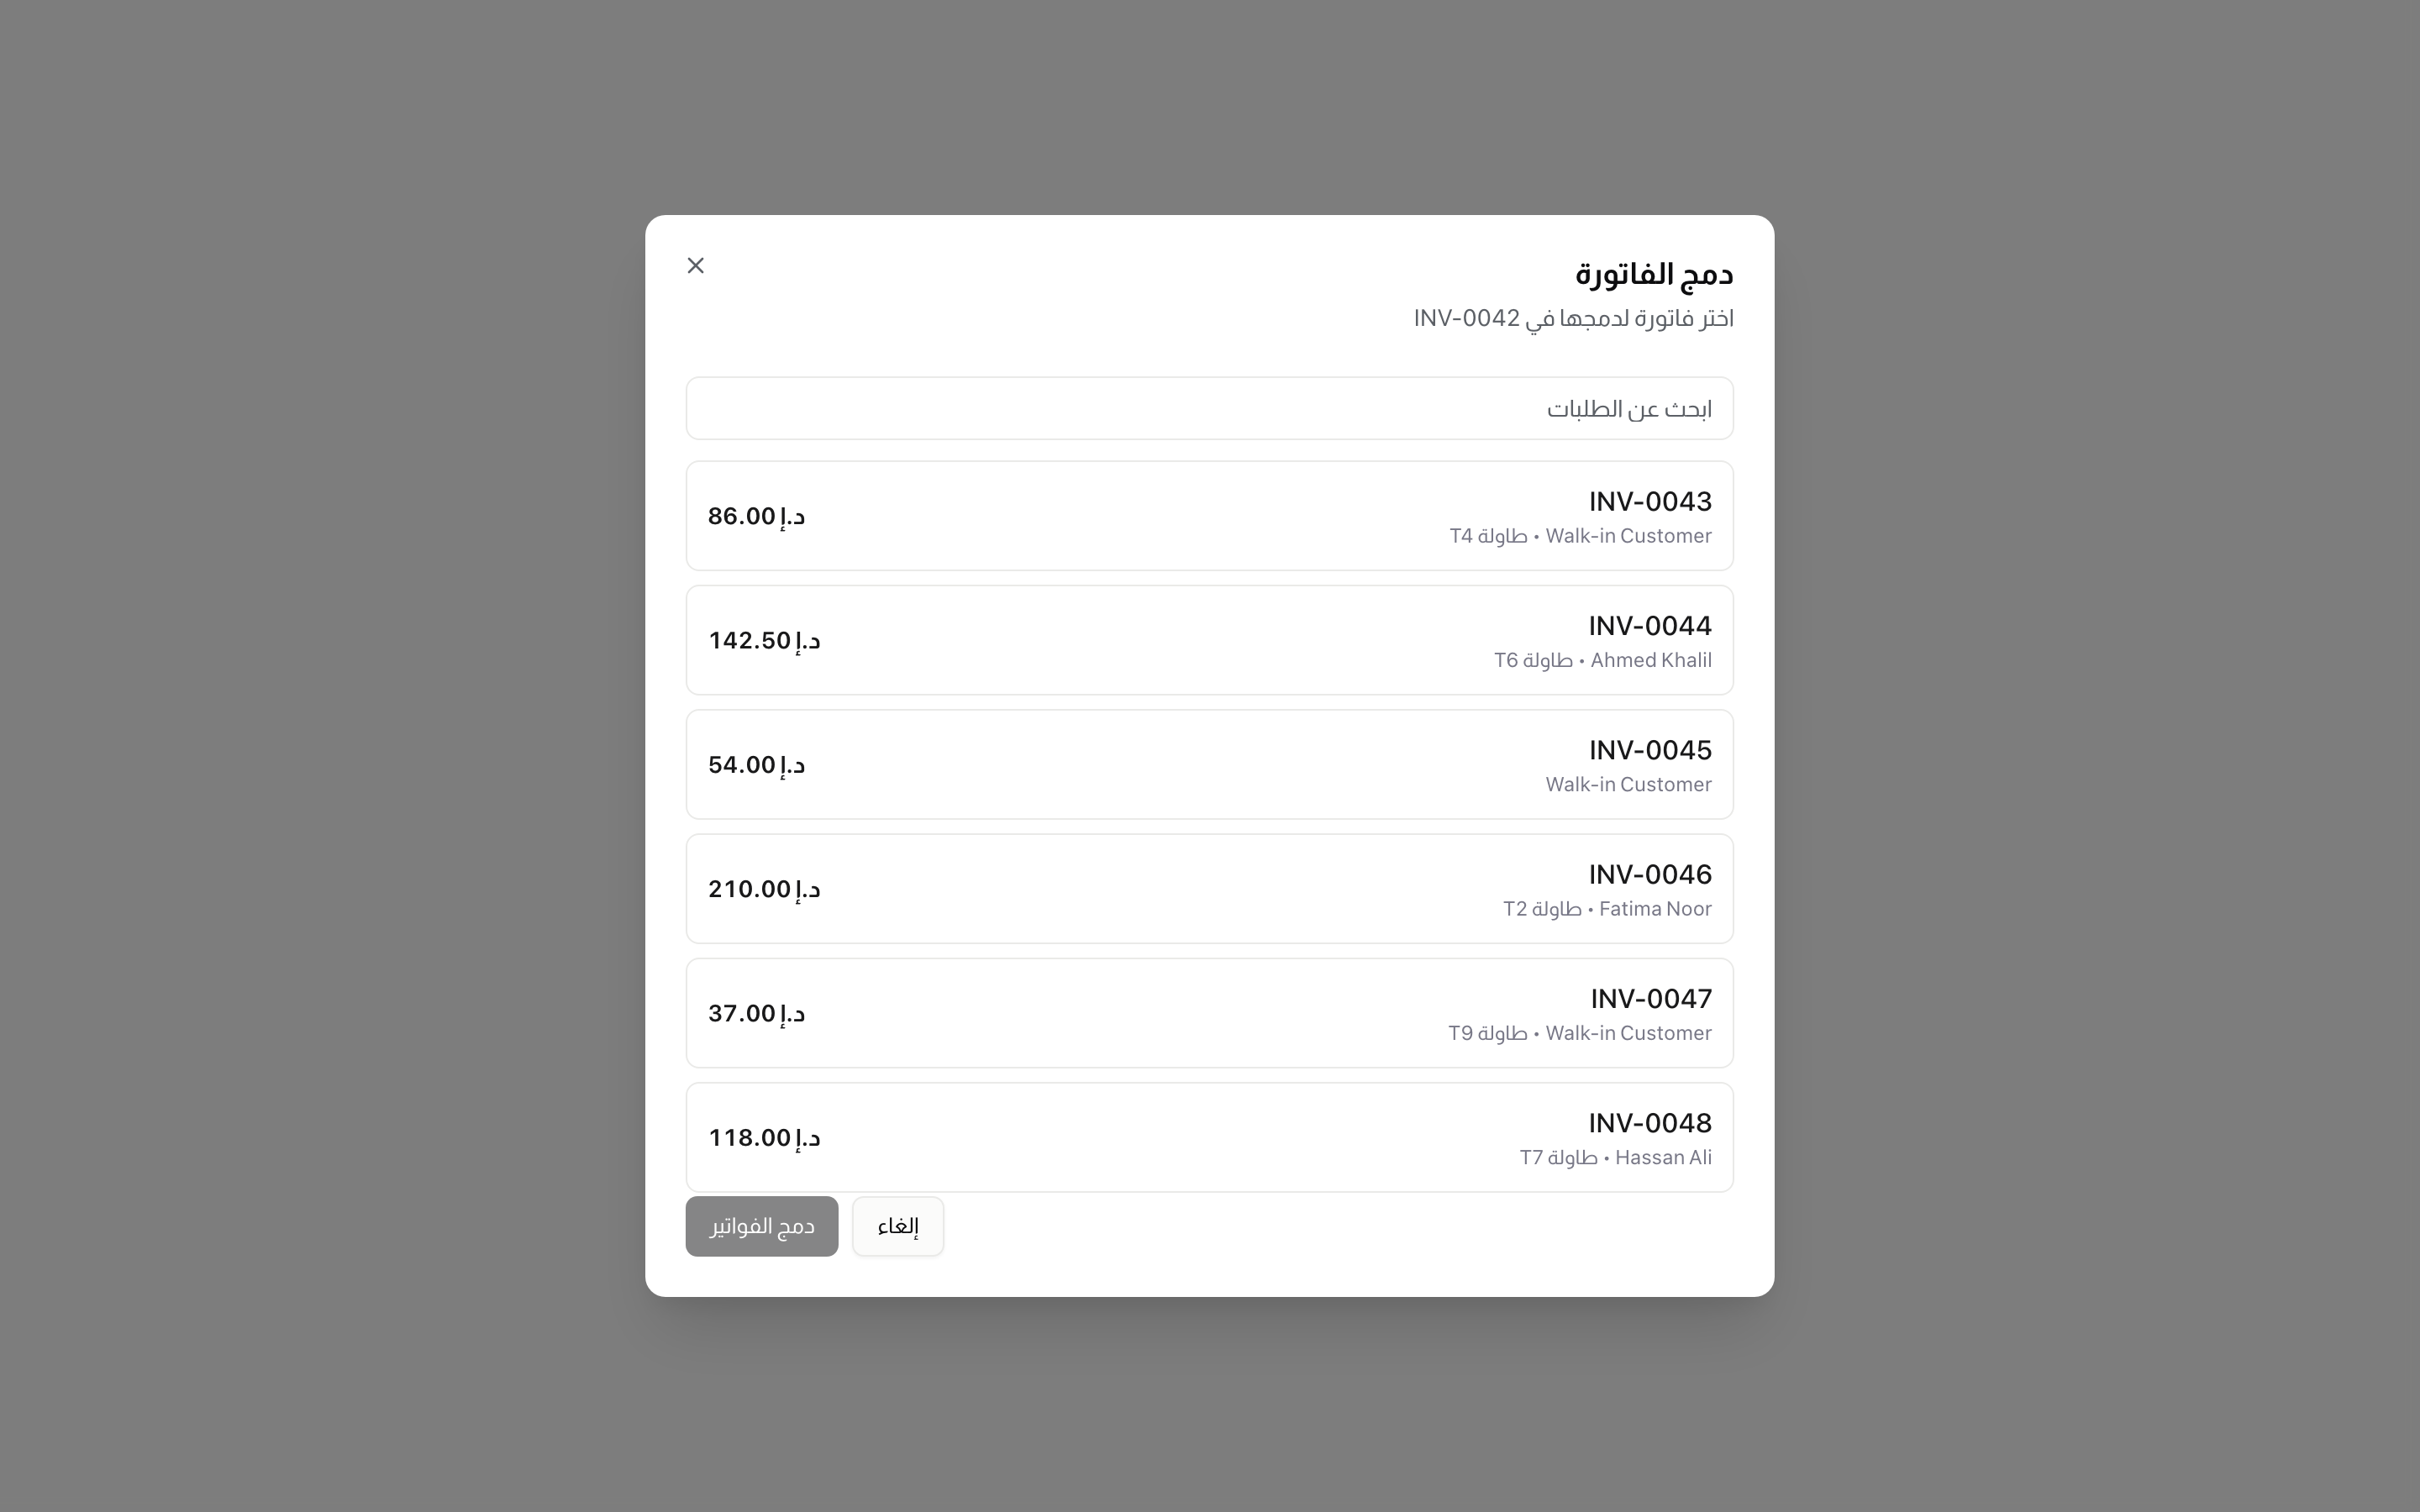 دمج الفاتورة
اختر فاتورة لدمجها في INV-0042
ابحث عن الطلبات
INV-0043
Walk-in Customer • طاولة T4
د.إ.86.00
INV-0044
Ahmed Khalil • طاولة T6
د.إ.142.50
INV-0045
Walk-in Customer
د.إ.54.00
INV-0046
Fatima Noor • طاولة T2
د.إ.210.00
INV-0047
Walk-in Customer • طاولة T9
د.إ.37.00
INV-0048
Hassan Ali • طاولة T7
د.إ.118.00
إلغاء
دمج الفواتير